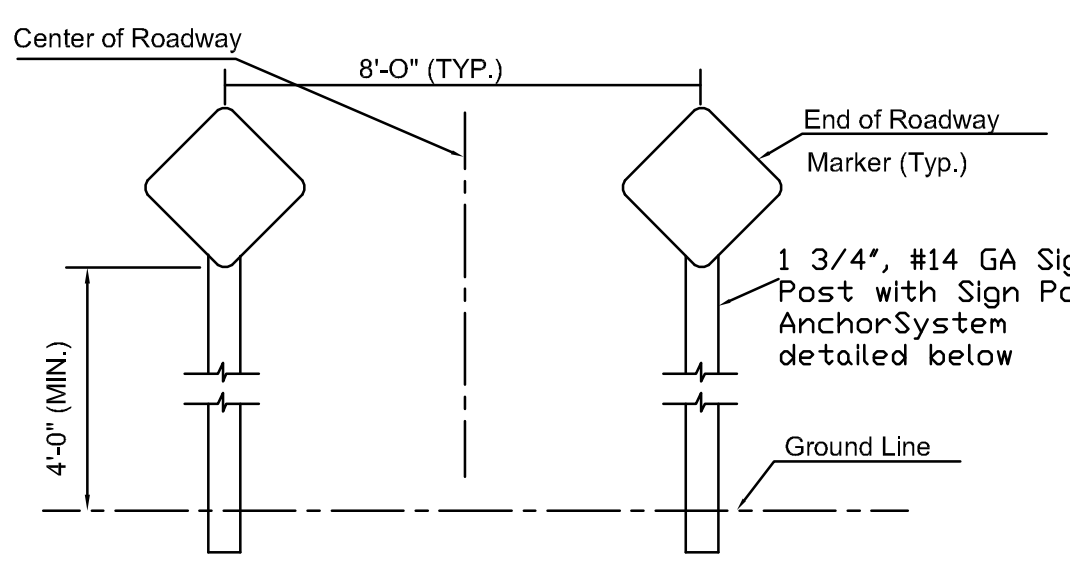 Center of Roadway
8'-O" (TYP.)
End of Roadway
Marker (Typ.)
1 3/4", #14 GA
Post with Sign
AnchorSystem
detailed below
4'-0" (MIN.)
Ground Line